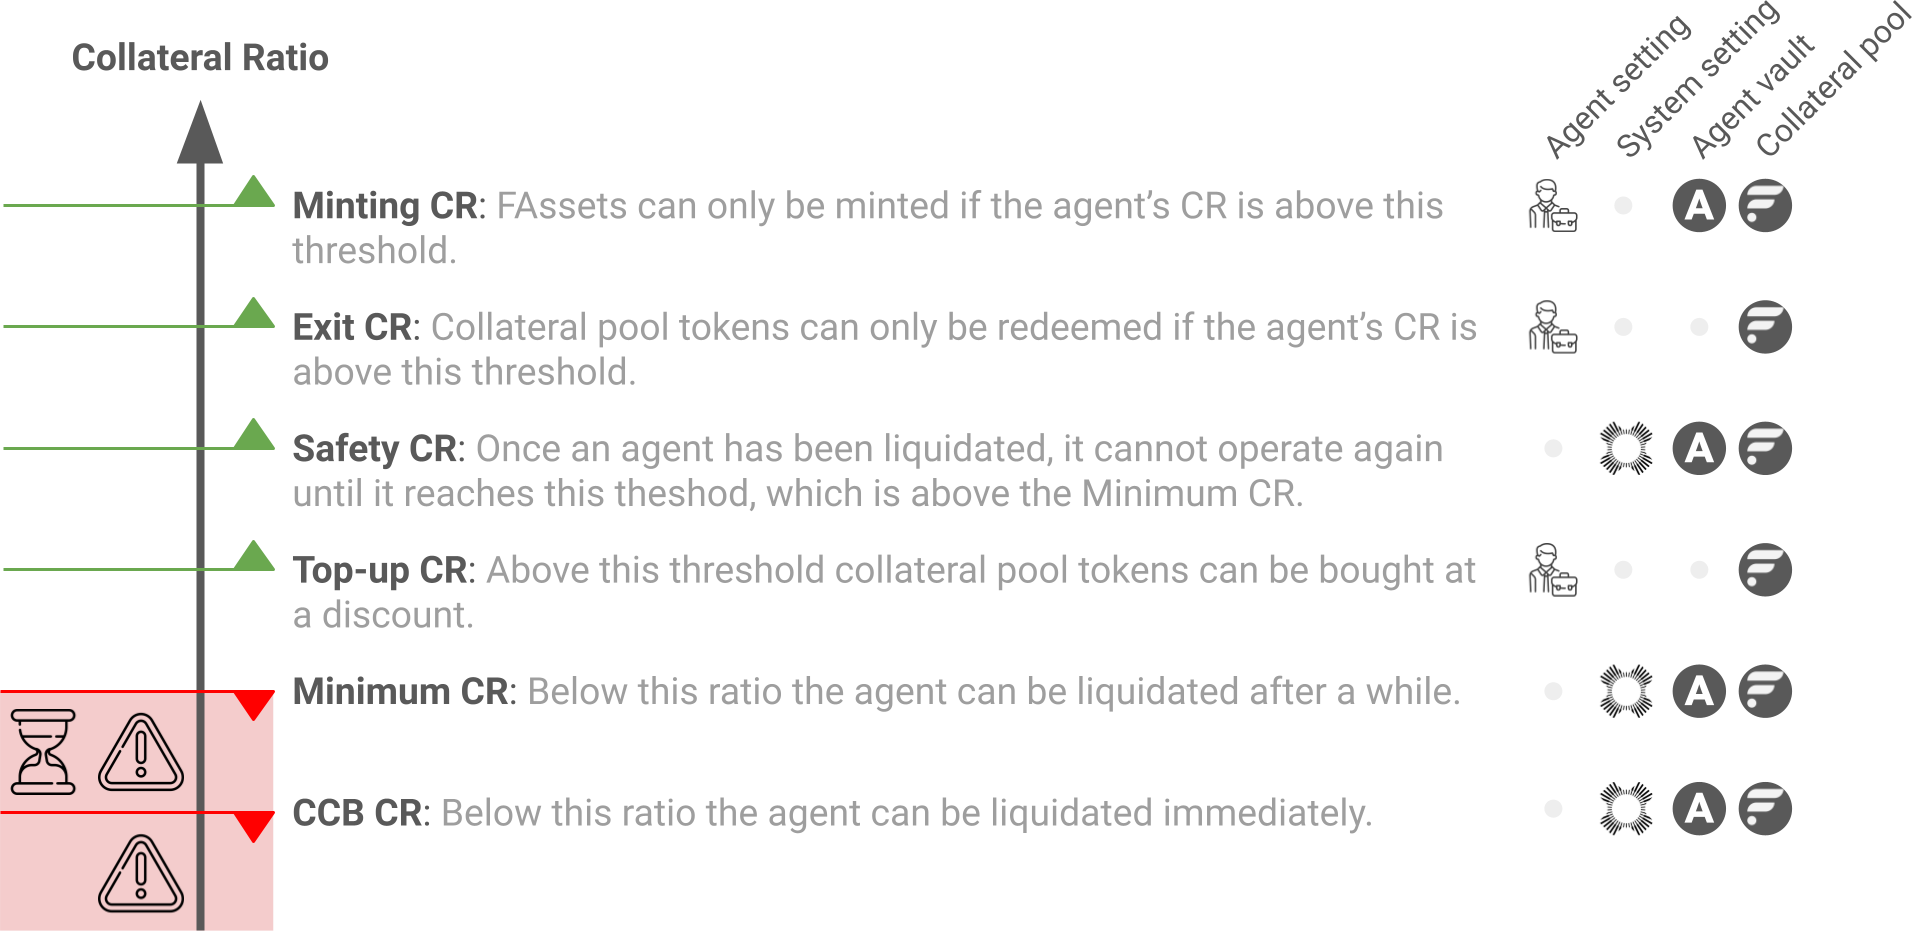 Collateral Ratio
Agent setting
System setting
Agent vault
Collateral pool
Minting CR: FAssets can only be minted if the agent’s CR is above this
threshold.
A
Exit CR: Collateral pool tokens can only be redeemed if the agent’s CR is
above this threshold.
Safety CR: Once an agent has been liquidated, it cannot operate again
until it reaches this theshod, which is above the Minimum CR.
A
Top-up CR: Above this threshold collateral pool tokens can be bought at
a discount.
Minimum CR: Below this ratio the agent can be liquidated after a while.
A
CCB CR: Below this ratio the agent can be liquidated immediately.
A